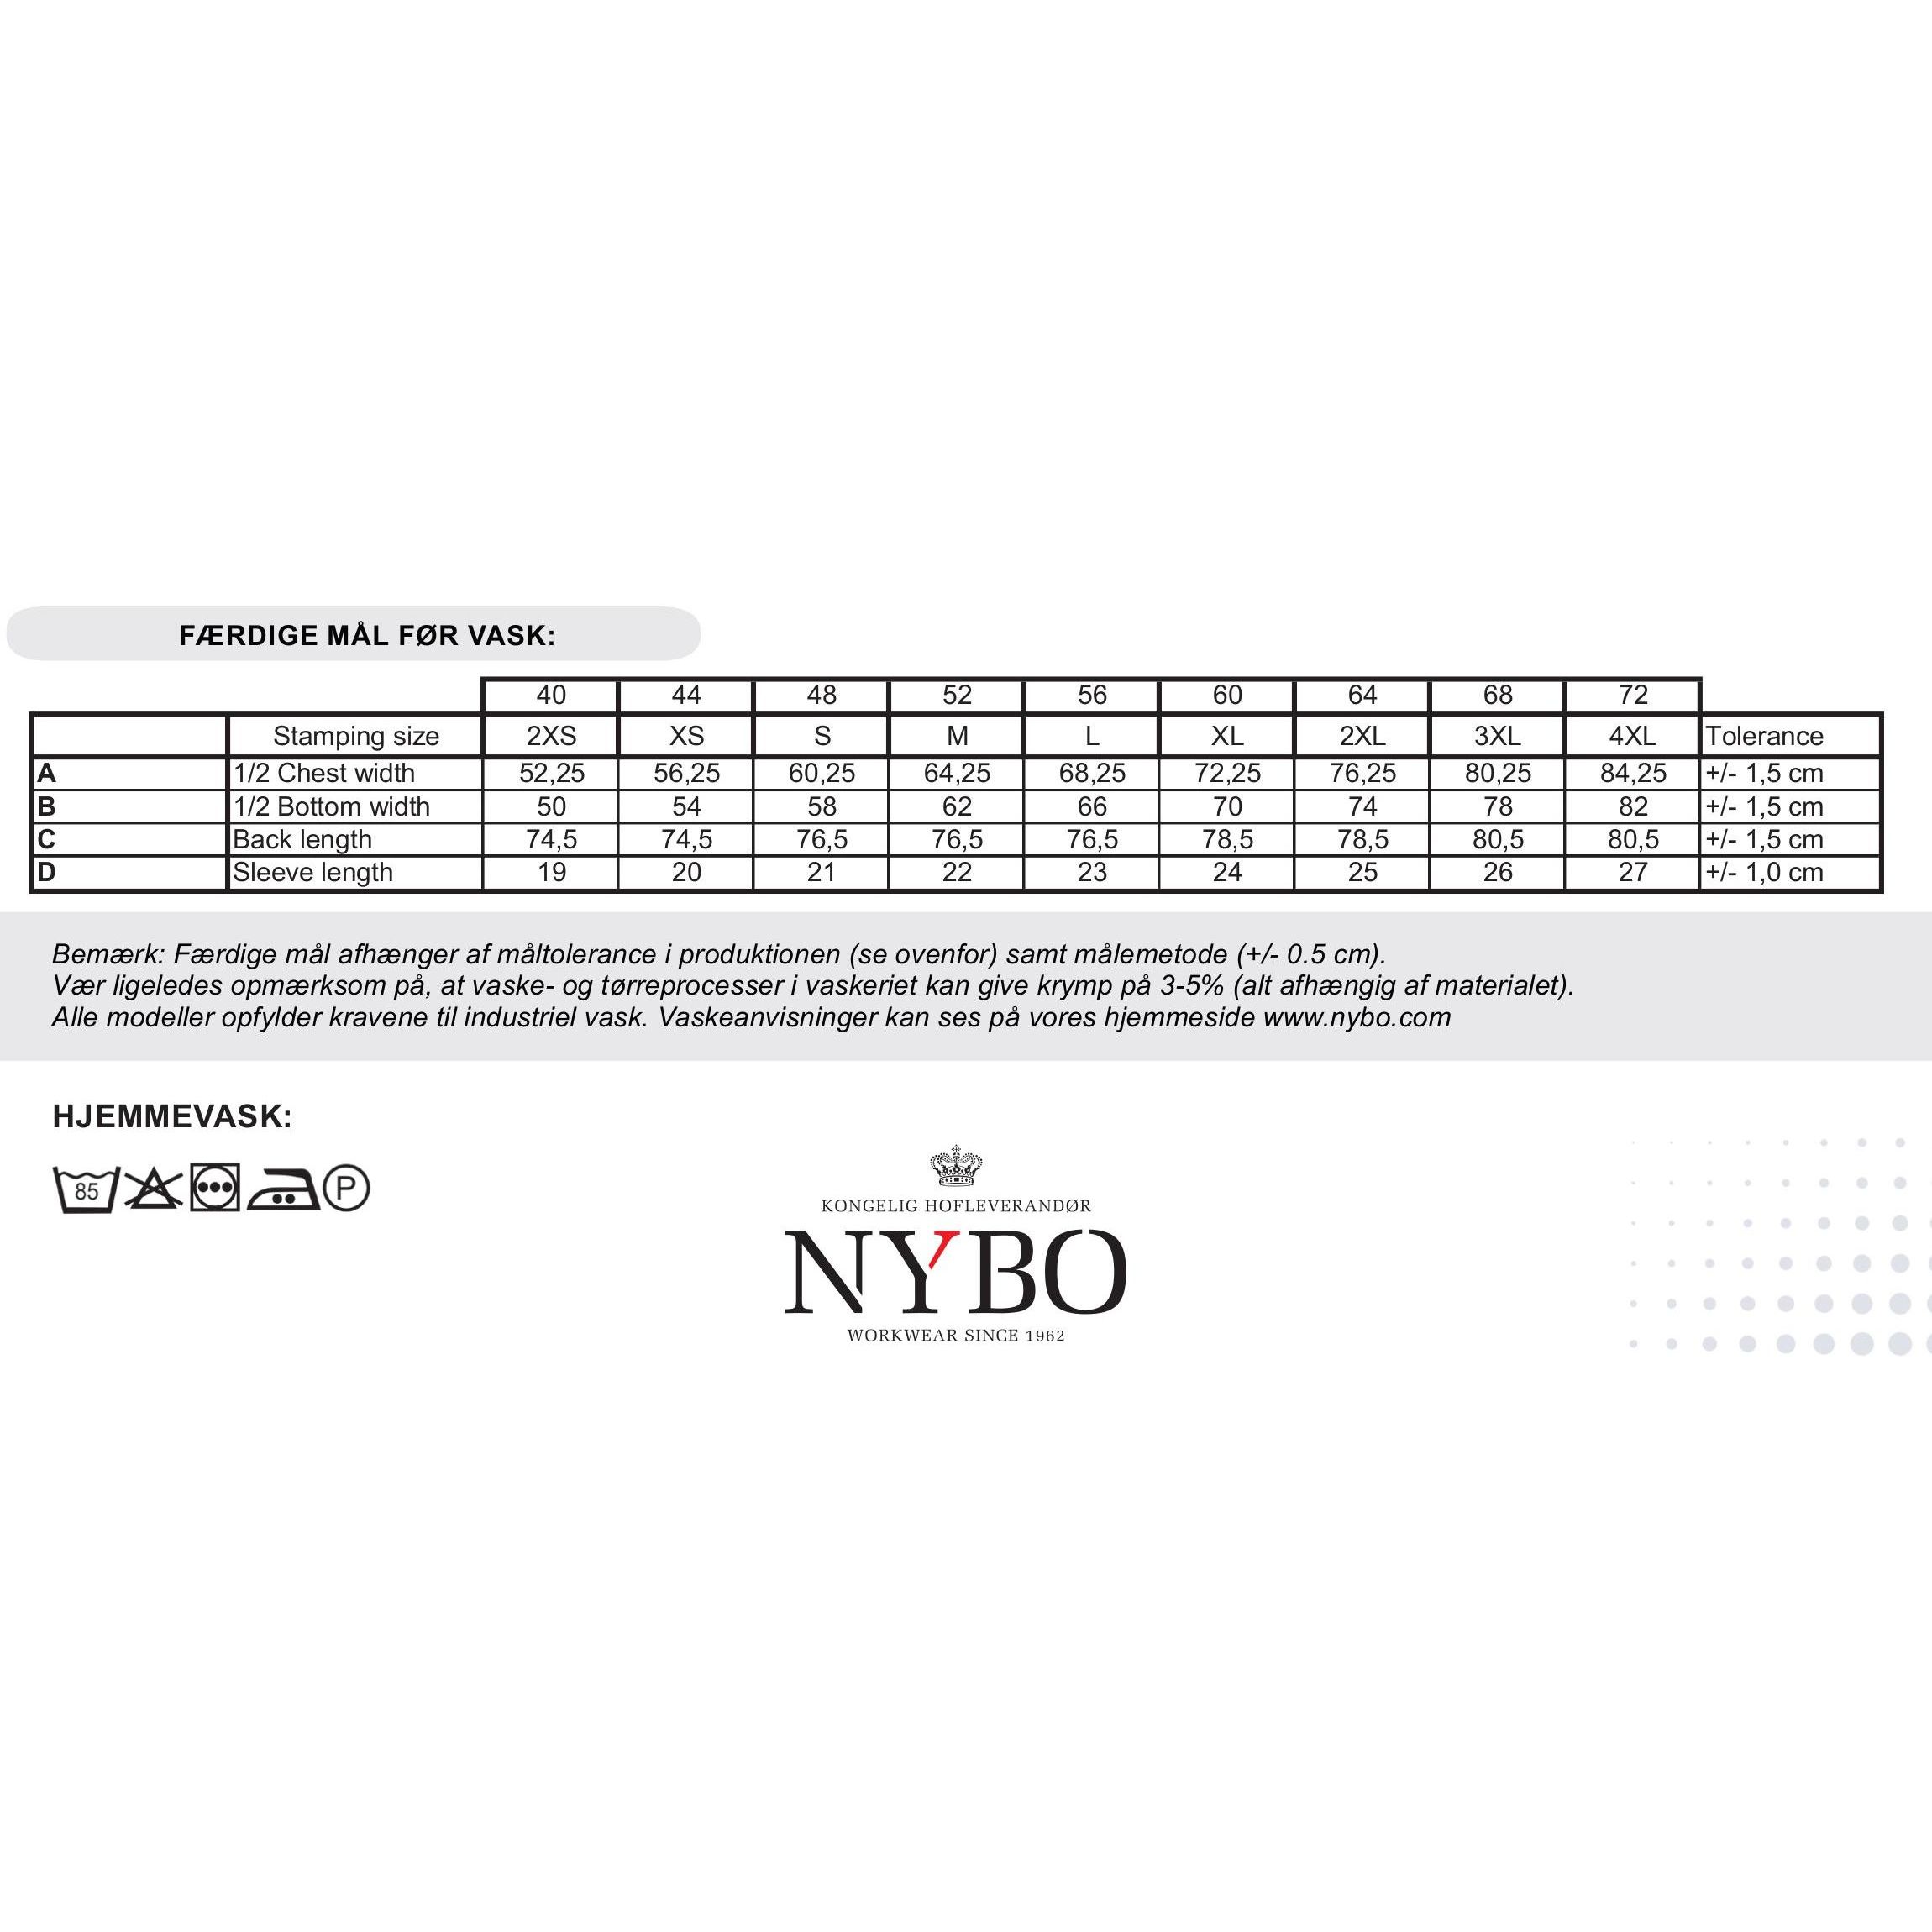 FÆRDIGE MÅL FØR VASK:
40 44 48 52 56 60 64 68 72
Stamping size 2XS XS S M L XL 2XL 3XL 4XL Tolerance
A 1/2 Chest width 52,25 56,25 60,25 64,25 68,25 72,25 76,25 80,25 84,25 +/- 1,5 cm
B 1/2 Bottom width 50 54 58 62 66 70 74 78 82 +/- 1,5 cm
C Back length 74,5 74,5 76,5 76,5 76,5 78,5 78,5 80,5 80,5 +/- 1,5 cm
D Sleeve length 19 20 21 22 23 24 25 26 27 +/- 1,0 cm
Bemærk: Færdige mål afhænger af måltolerance i produktionen (se ovenfor) samt målemetode (+/- 0.5 cm).
Vær ligeledes opmærksom på, at vaske- og tørreprocesser i vaskeriet kan give krymp på 3-5% (alt afhængig af materialet).
Alle modeller opfylder kravene til industriel vask. Vaskeanvisninger kan ses på vores hjemmeside www.nybo.com
HJEMMEVASK:
85 P
KONGELIG HOFLEVERANDØR
NYBO
WORKWEAR SINCE 1962